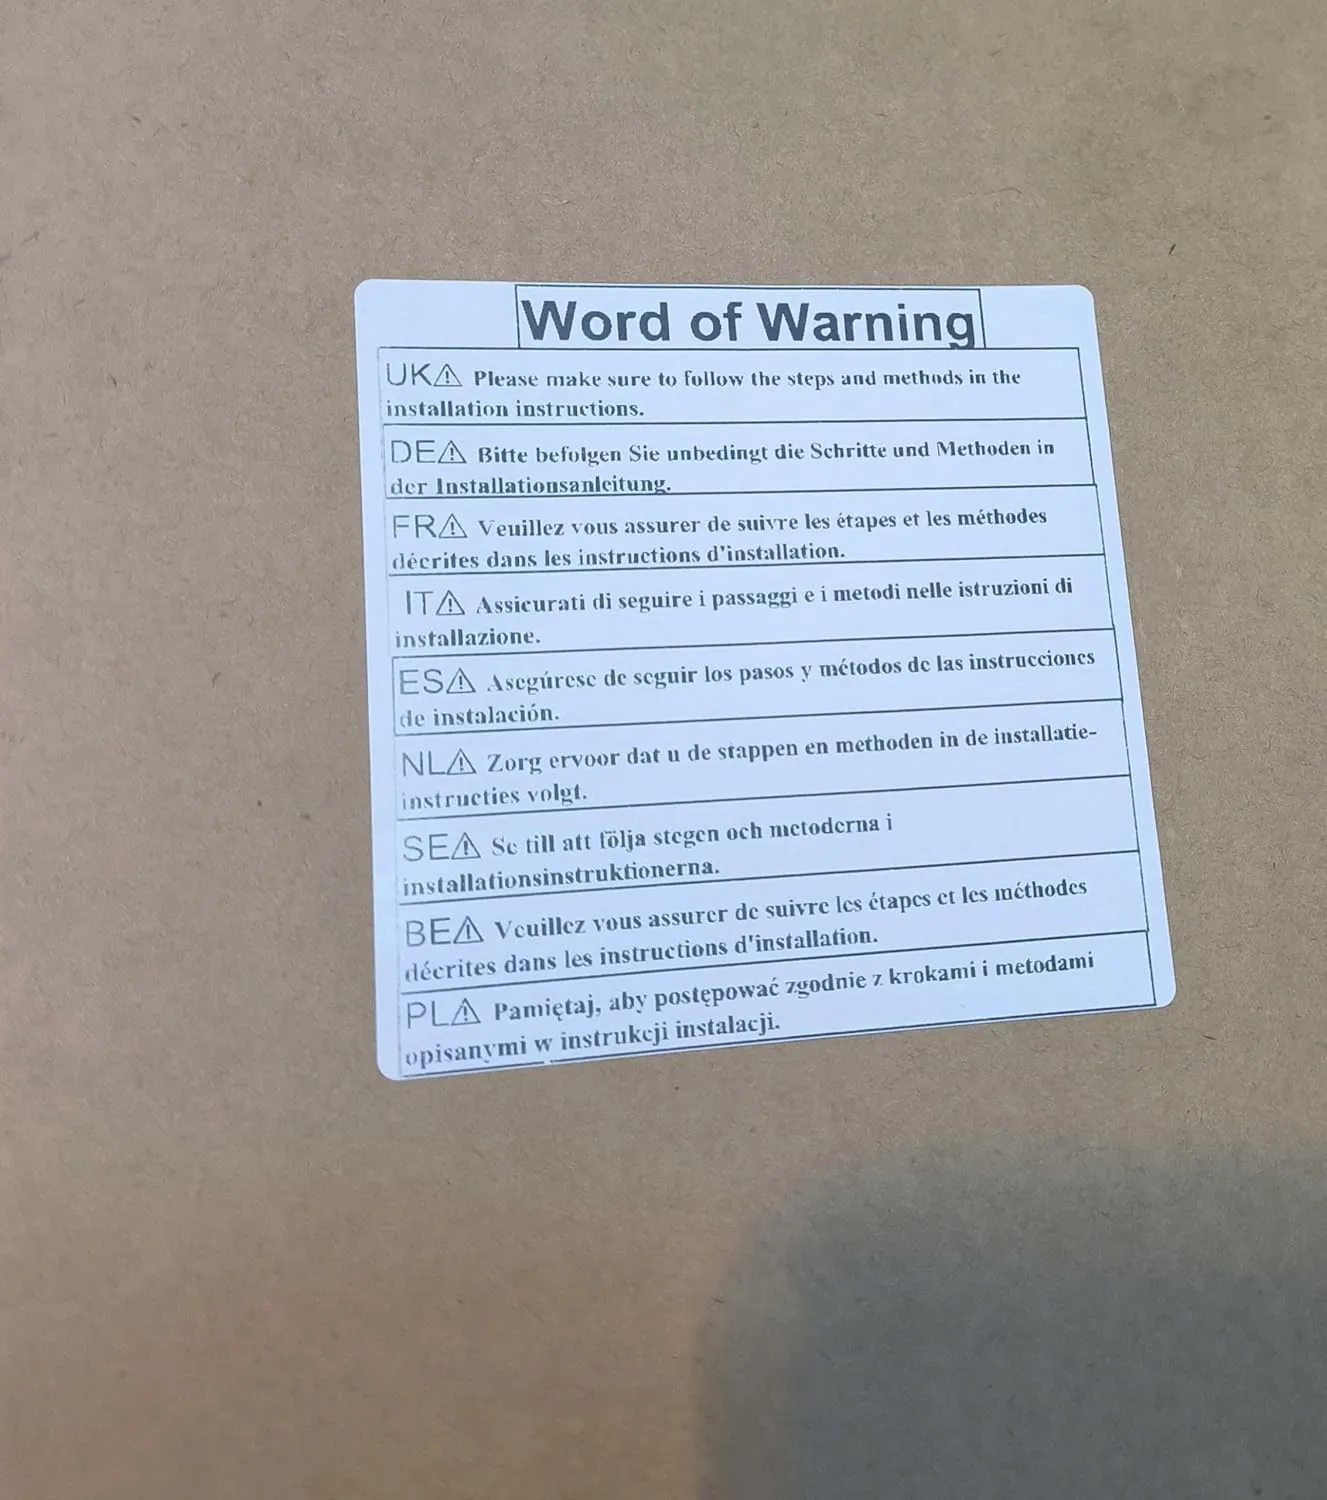 Word of Warning
UK⚠ Please make sure to follow the steps and methods in the
installation instructions.
DE⚠ Bitte befolgen Sie unbedingt die Schritte und Methoden in
der Installationsanleitung.
FR⚠ Veuillez vous assurer de suivre les étapes et les méthodes
décrites dans les instructions d'installation.
IT⚠ Assicurati di seguire i passaggi e i metodi nelle istruzioni di
installazione.
ES⚠ Asegúrese de seguir los pasos y métodos de las instrucciones
de instalación.
NL⚠ Zorg ervoor dat u de stappen en methoden in de installatie-
instructies volgt.
SE⚠ Se till att följa stegen och metoderna i
installationsinstruktionerna.
BE⚠ Veuillez vous assurer de suivre les étapes et les méthodes
décrites dans les instructions d'installation.
PL⚠ Pamiętaj, aby postępować zgodnie z krokami i metodami
opisanymi w instrukcji instalacji.